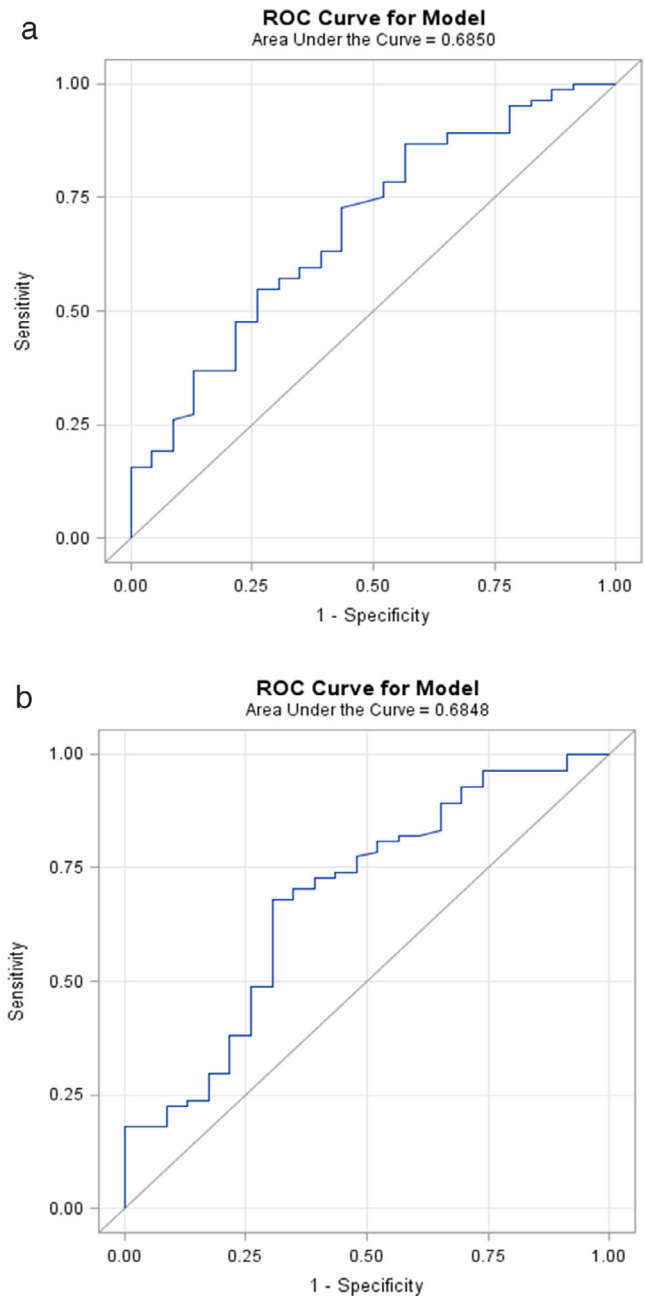 a
ROC Curve for Model
Area Under the Curve = 0.6850
1.00
0.75
0.50
0.25
0.00
Sensitivity
0.00 0.25 0.50 0.75 1.00
1 - Specificity
b
ROC Curve for Model
Area Under the Curve = 0.6848
1.00
0.75
0.50
0.25
0.00
Sensitivity
0.00 0.25 0.50 0.75 1.00
1 - Specificity